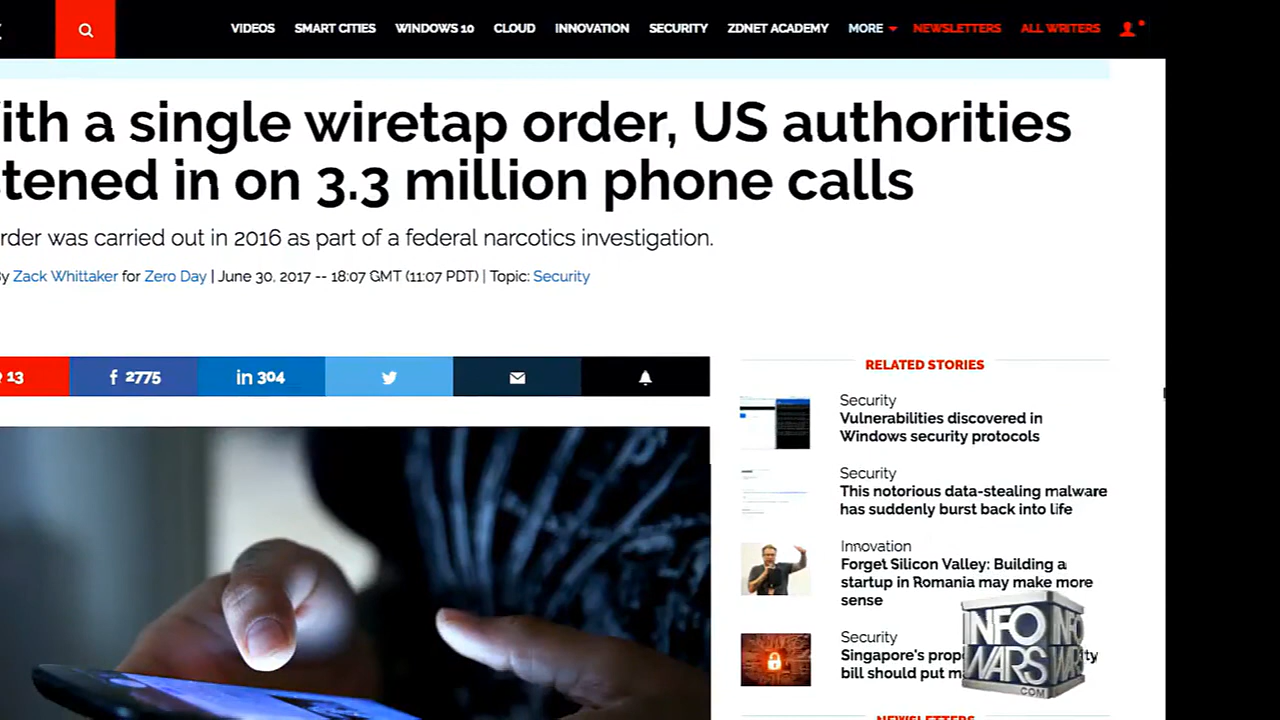 VIDEOS SMART CITIES WINDOWS 10 CLOUD INNOVATION SECURITY ZDNET ACADEMY MORE NEWSLETTERS ALL WRITERS
ith a single wiretap order, US authorities
tened in on 3.3 million phone calls
rder was carried out in 2016 as part of a federal narcotics investigation.
y Zack Whittaker for Zero Day | June 30, 2017 -- 18:07 GMT (11:07 PDT) | Topic: Security
13 f 2775 in 304
RELATED STORIES
Security
Vulnerabilities discovered in
Windows security protocols
Security
This notorious data-stealing malware
has suddenly burst back into life
Innovation
Forget Silicon Valley: Building a
startup in Romania may make more
sense
Security
Singapore's prop ty
bill should put m
INFO
WARS
.COM
INFO
WARS
NEWSLETTERS